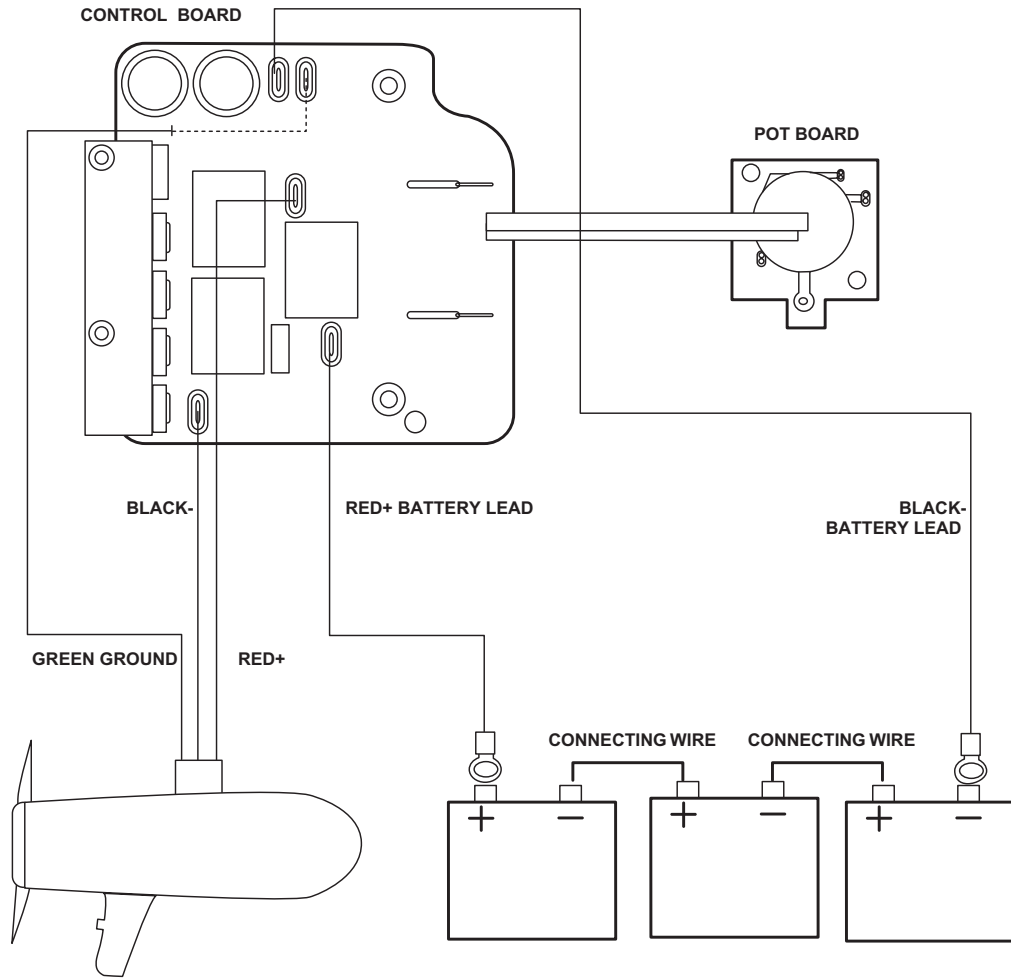 CONTROL BOARD
POT BOARD
BLACK-
RED+ BATTERY LEAD
BLACK-
BATTERY LEAD
GREEN GROUND
RED+
CONNECTING WIRE
CONNECTING WIRE
+ −
+ −
+ −